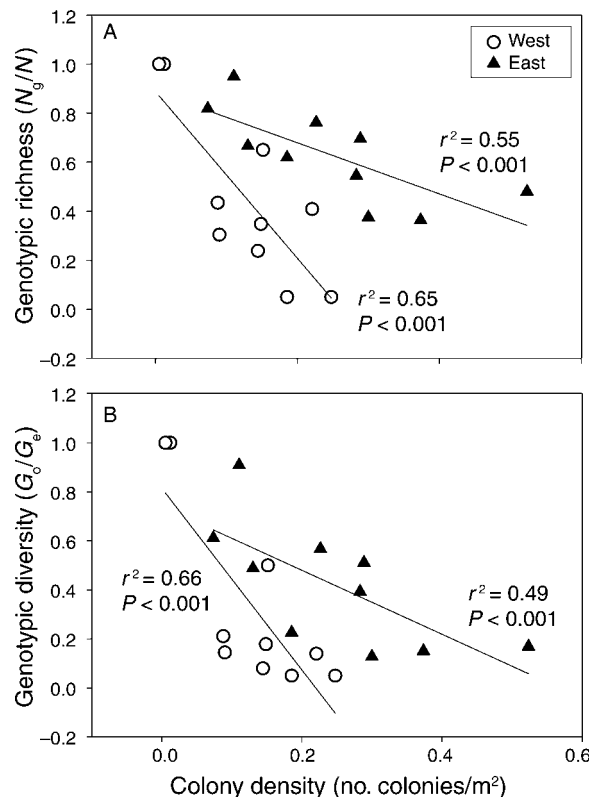 A
West
East
Genotypic richness (Ng/N)
1.2
1.0
0.8
0.6
0.4
0.2
0.0
–0.2
r² = 0.55
P < 0.001
r² = 0.65
P < 0.001
B
Genotypic diversity (Go/Ge)
1.2
1.0
0.8
0.6
0.4
0.2
0.0
–0.2
r² = 0.66
P < 0.001
r² = 0.49
P < 0.001
0.0 0.2 0.4 0.6
Colony density (no. colonies/m²)